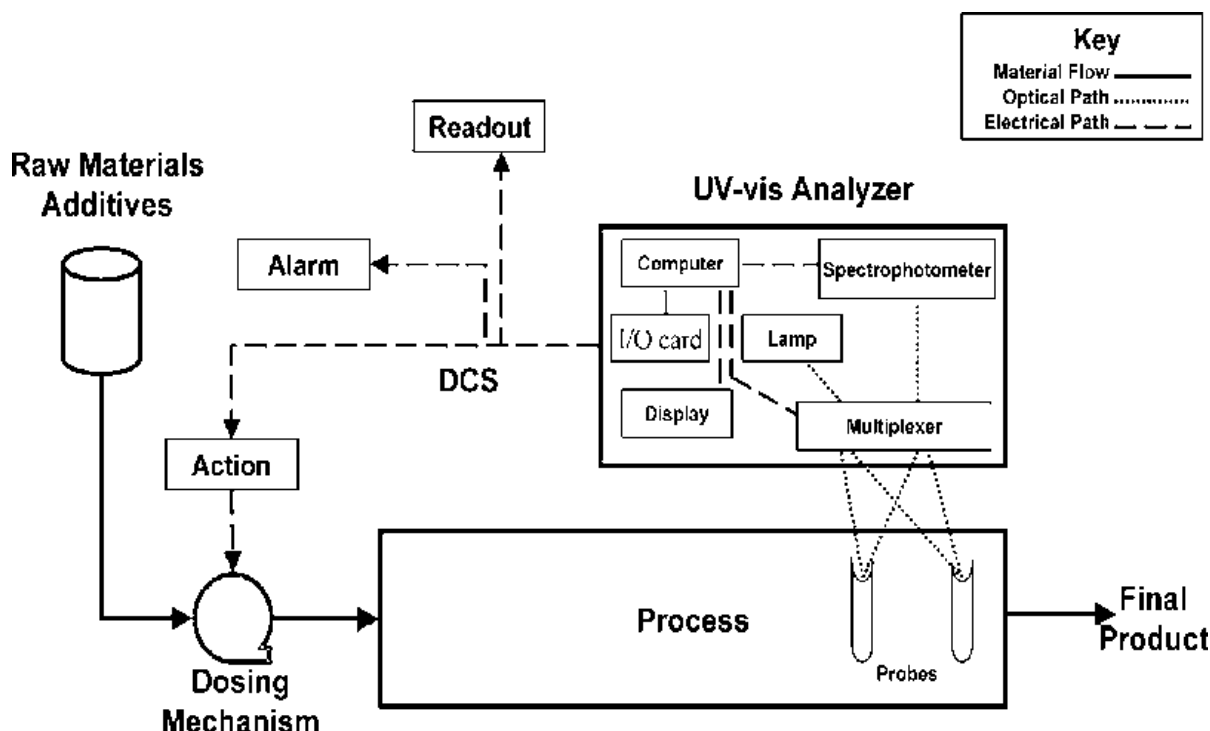 Key
Material Flow
Optical Path
Electrical Path
Readout
Raw Materials
Additives
UV-vis Analyzer
Alarm
Computer
Spectrophotometer
I/O card
Lamp
DCS
Display
Multiplexer
Action
Process
Final
Product
Probes
Dosing
Mechanism